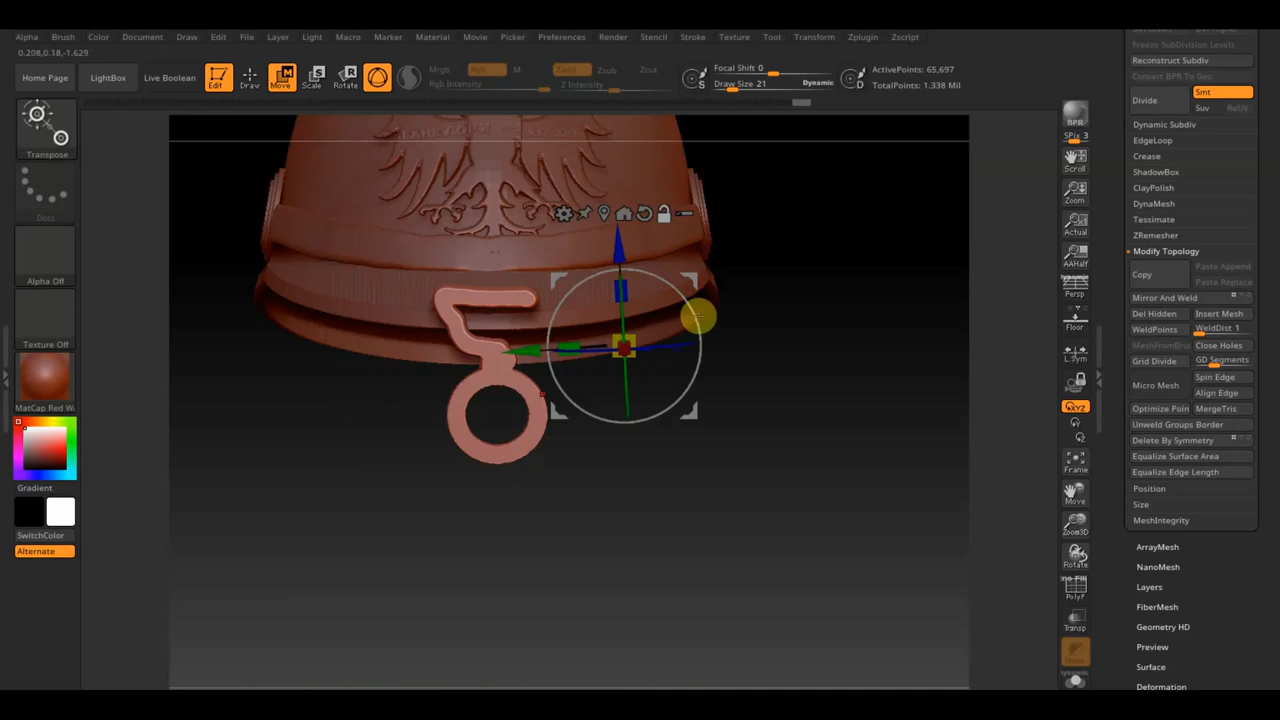 Alpha Brush Color Document Draw Edit File Layer Light Macro Marker Material Movie Picker Preferences Render Stencil Stroke Texture Tool Transform Zplugin Zscript
0.208,0.18,-1.629
Home Page LightBox Live Boolean Edit Draw Move Scale Rotate
Mrgb Rgb M Zadd Zsub Zcut
Rgb Intensity Z Intensity
Focal Shift 0
Draw Size 21 Dynamic
ActivePoints: 65,697
TotalPoints: 1.338 Mil
Transpose
Dots
Alpha Off
Texture Off
MatCap Red Wa
Gradient
SwitchColor
Alternate
BPR
SPix 3
Scroll
Zoom
Actual
AAHalf
Dynamic
Persp
Floor
L.Sym
XYZ
Frame
Move
Zoom3D
Rotate
PolyF
Transp
Freeze SubDivision Levels
Reconstruct Subdiv
Convert BPR To Geo
Divide Smt
Suv ReUV
Dynamic Subdiv
EdgeLoop
Crease
ShadowBox
ClayPolish
DynaMesh
Tessimate
ZRemesher
Modify Topology
Copy Paste Append
Paste Replace
Mirror And Weld
Del Hidden Insert Mesh
WeldPoints WeldDist 1
MeshFromBrus Close Holes
Grid Divide GD Segments
Micro Mesh Spin Edge
Align Edge
Optimize Poin MergeTris
Unweld Groups Border
Delete By Symmetry
Equalize Surface Area
Equalize Edge Length
Position
Size
MeshIntegrity
ArrayMesh
NanoMesh
Layers
FiberMesh
Geometry HD
Preview
Surface
Deformation